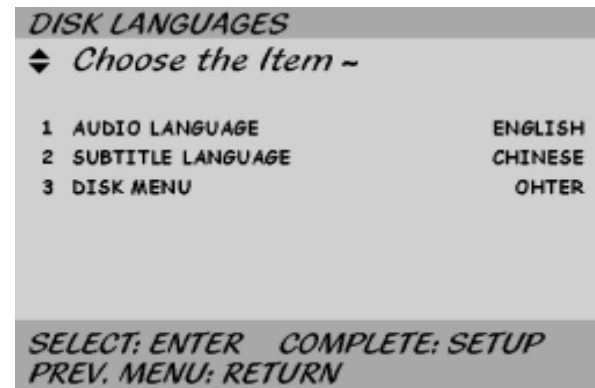 DISK LANGUAGES
Choose the Item ~
1 AUDIO LANGUAGE ENGLISH
2 SUBTITLE LANGUAGE CHINESE
3 DISK MENU OHTER
SELECT: ENTER COMPLETE: SETUP
PREV. MENU: RETURN